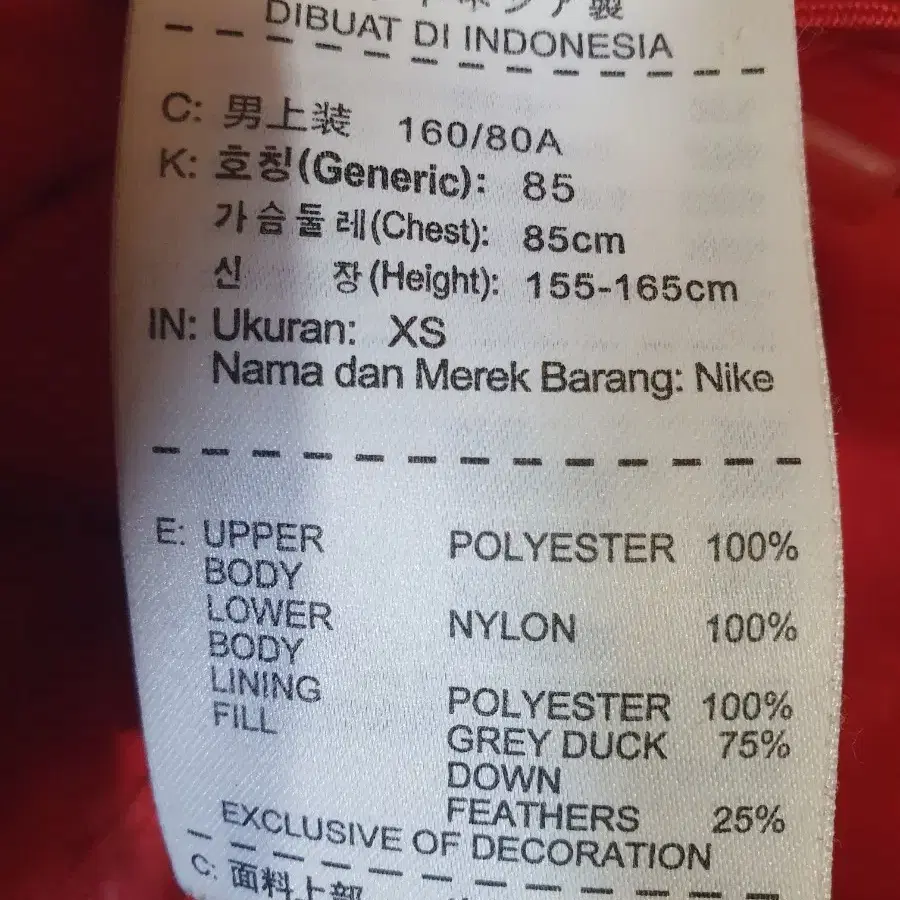 DIBUAT DI INDONESIA
C: 男上装 160/80A
K: 호칭(Generic): 85
가슴둘레(Chest): 85cm
신 장(Height): 155-165cm
IN: Ukuran: XS
Nama dan Merek Barang: Nike
E: UPPER BODY POLYESTER 100%
LOWER BODY NYLON 100%
LINING POLYESTER 100%
FILL GREY DUCK DOWN 75%
FEATHERS 25%
EXCLUSIVE OF DECORATION
C: 面料上部